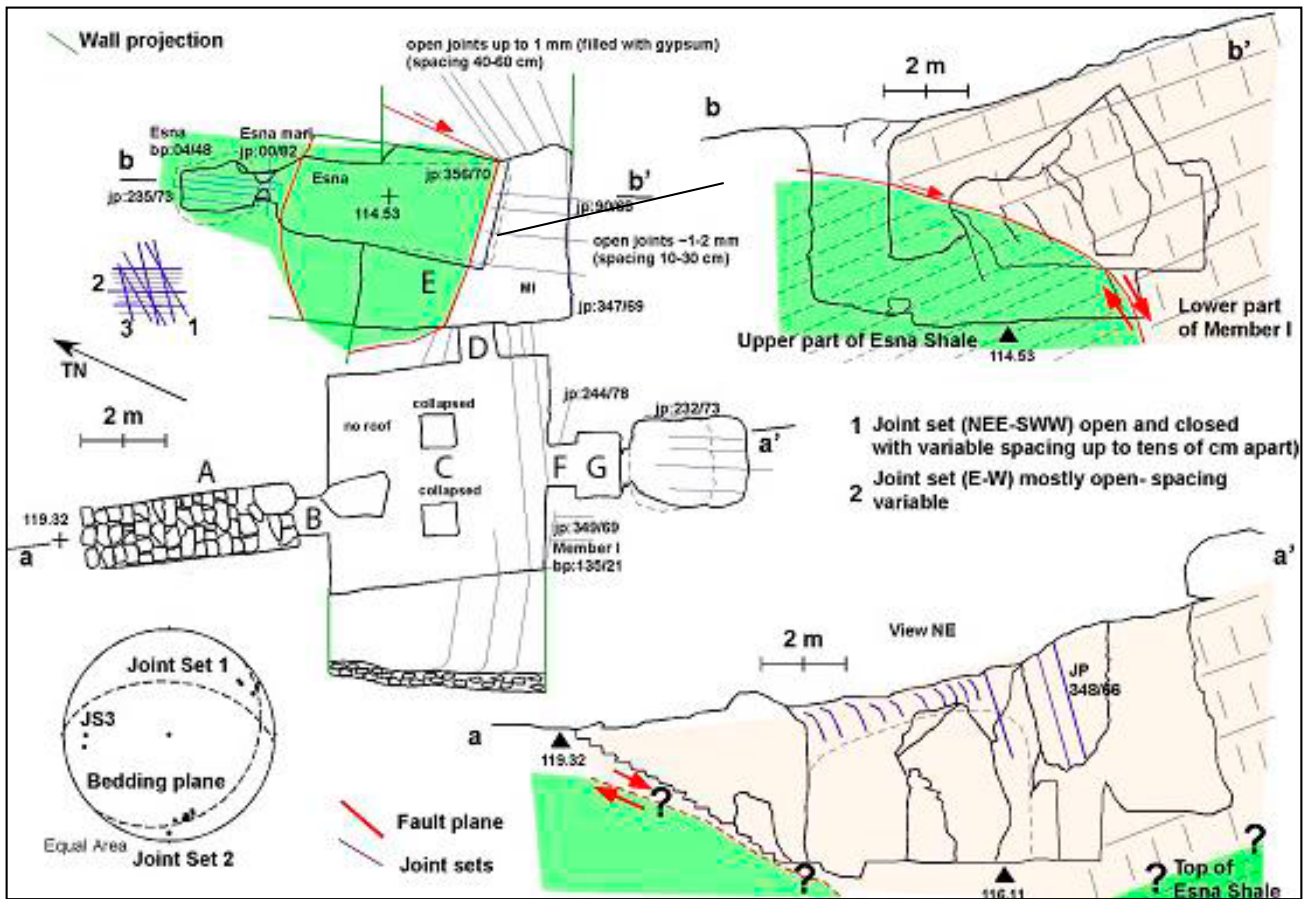 Wall projection
open joints up to 1 mm (filled with gypsum)
(spacing 40-60 cm)
Esna
bp:04/48
Esna marl
jp:00/82
b
jp:235/73
Esna
114.53
jp:356/70
b'
jp:90/85
open joints ~1-2 mm
(spacing 10-30 cm)
E
MI
jp:347/69
2
3
1
TN
2 m
D
collapsed
no roof
C
collapsed
jp:244/78
jp:232/73
a'
F
G
A
B
119.32
a
jp:349/69
Member I
bp:135/21
b
2 m
b'
Upper part of Esna Shale
114.53
Lower part
of Member I
1 Joint set (NEE-SWW) open and closed
with variable spacing up to tens of cm apart)
2 Joint set (E-W) mostly open- spacing
variable
Joint Set 1
JS3
Bedding plane
Equal Area
Joint Set 2
Fault plane
Joint sets
a
119.32
2 m
View NE
JP
348/66
a'
?
?
116.11
?
?
Top of
Esna Shale